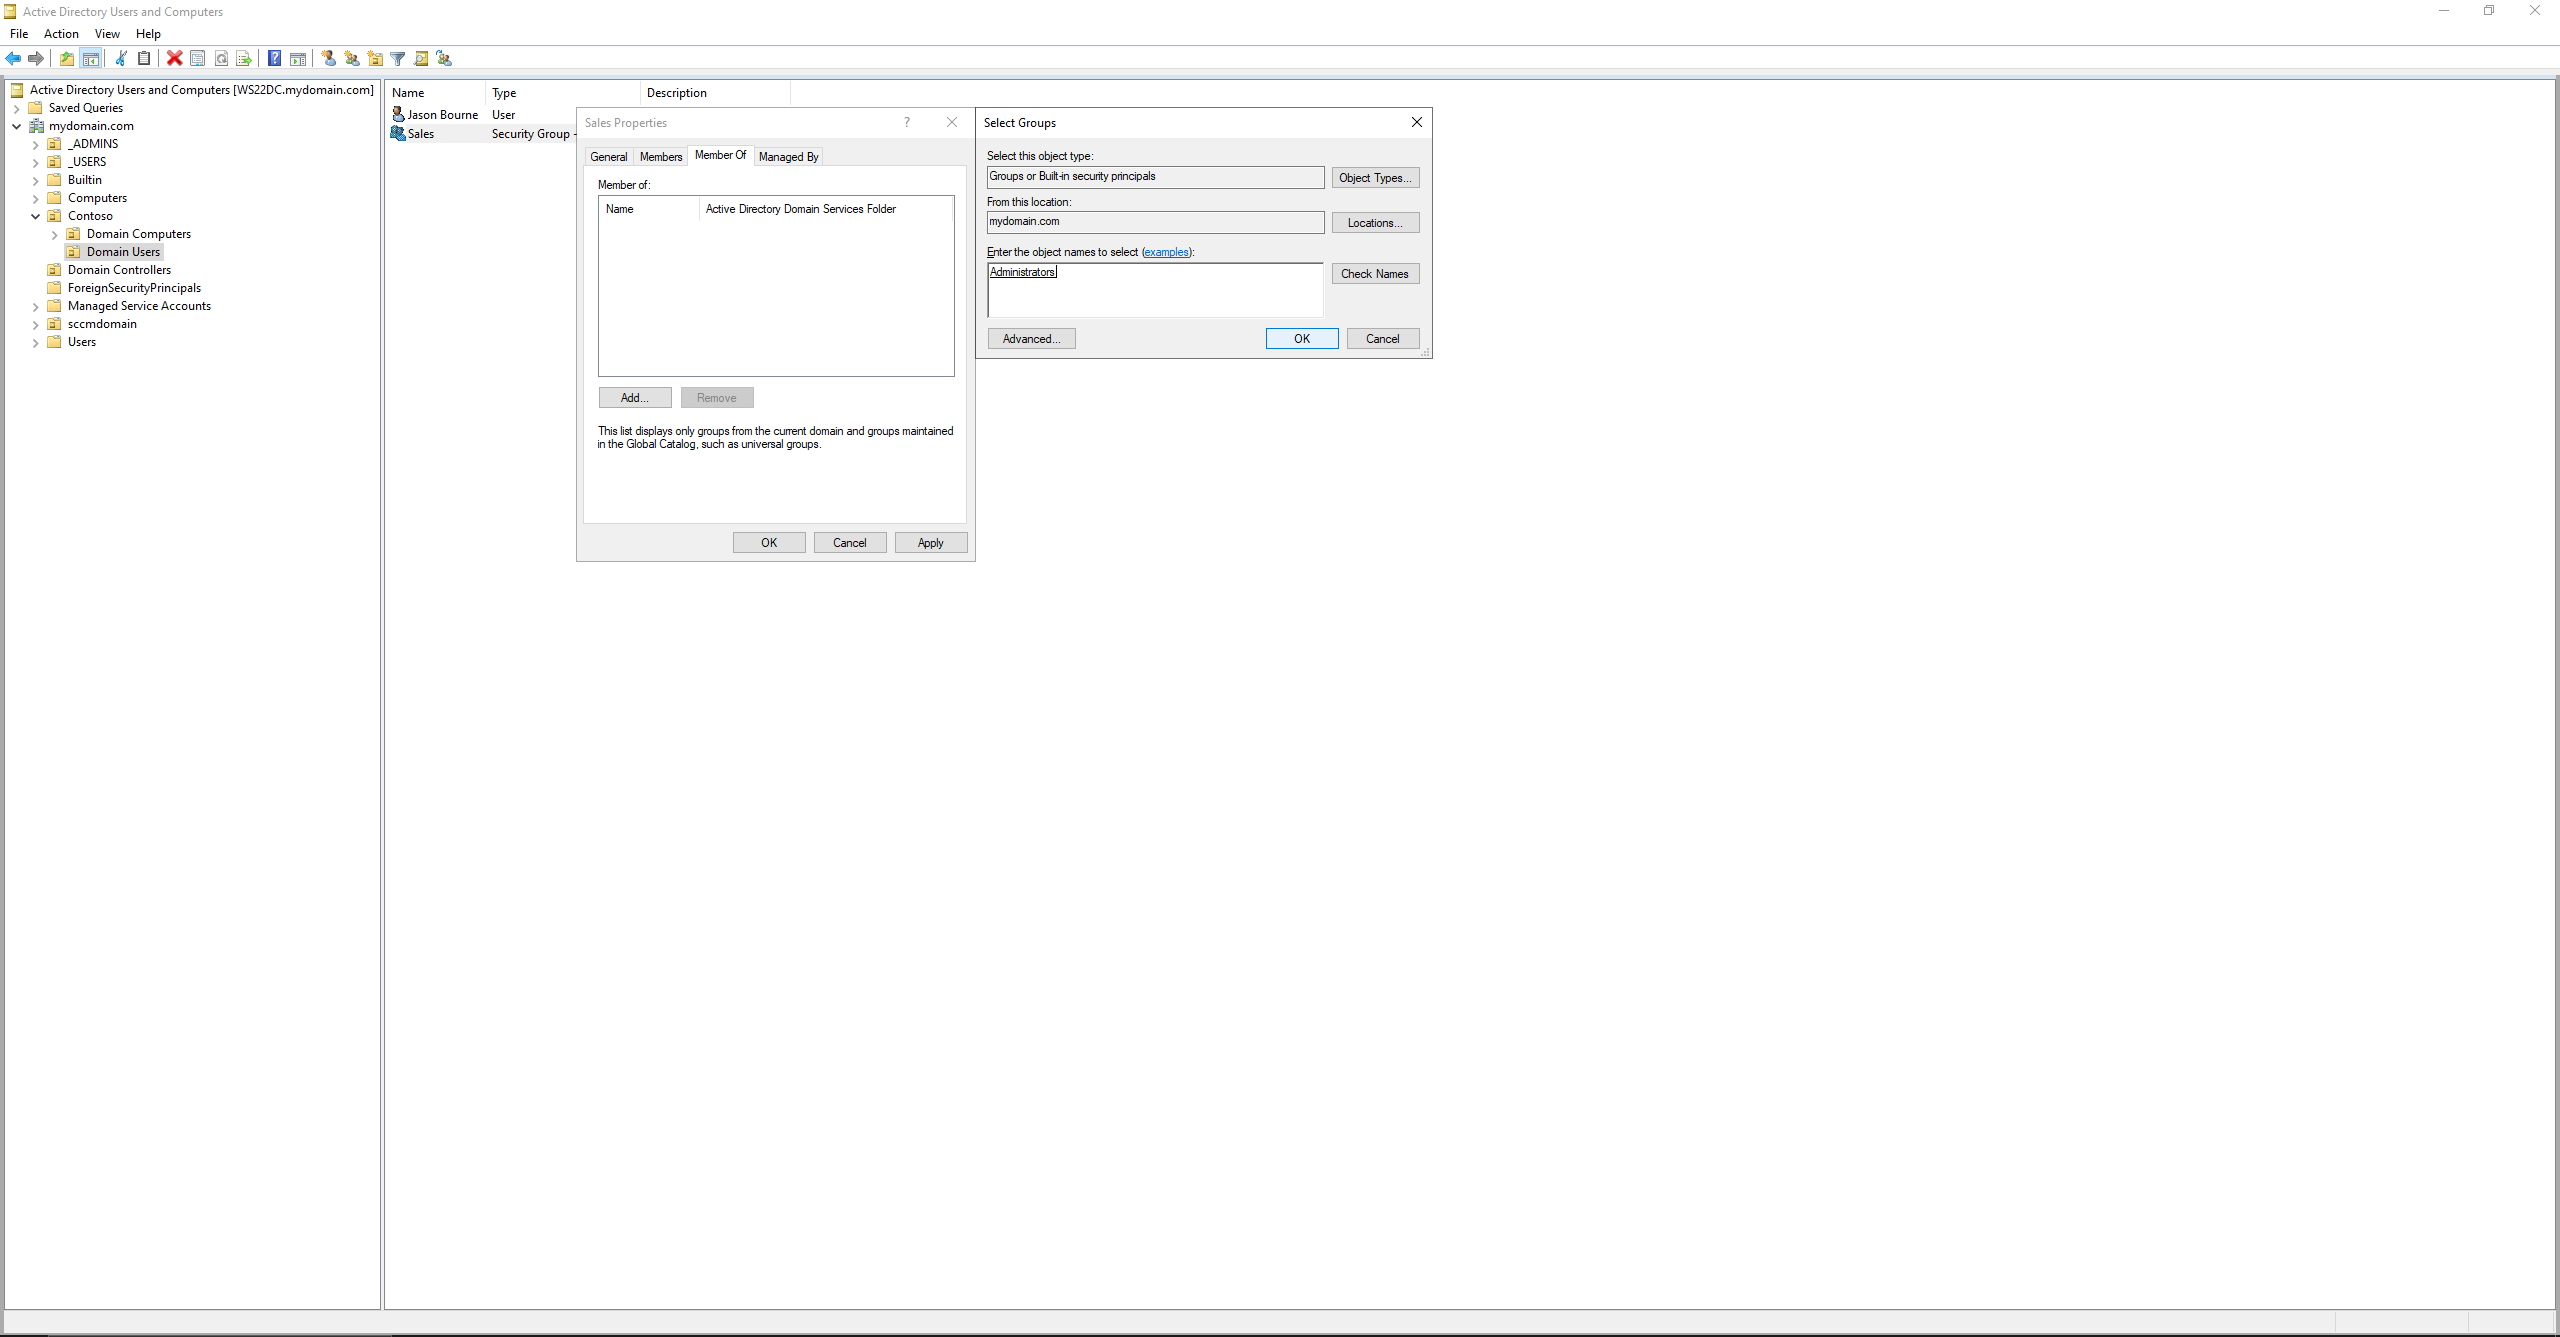 Active Directory Users and Computers
File Action View Help
Active Directory Users and Computers [WS22DC.mydomain.com]
Saved Queries
mydomain.com
_ADMINS
_USERS
Builtin
Computers
Contoso
Domain Computers
Domain Users
Domain Controllers
ForeignSecurityPrincipals
Managed Service Accounts
sccmdomain
Users
Name Type Description
Jason Bourne User
Sales Security Group -
Sales Properties ?
General Members Member Of Managed By
Member of:
Name Active Directory Domain Services Folder
Add... Remove
This list displays only groups from the current domain and groups maintained
in the Global Catalog, such as universal groups.
OK Cancel Apply
Select Groups
Select this object type:
Groups or Built-in security principals Object Types...
From this location:
mydomain.com Locations...
Enter the object names to select (examples):
Administrators Check Names
Advanced... OK Cancel